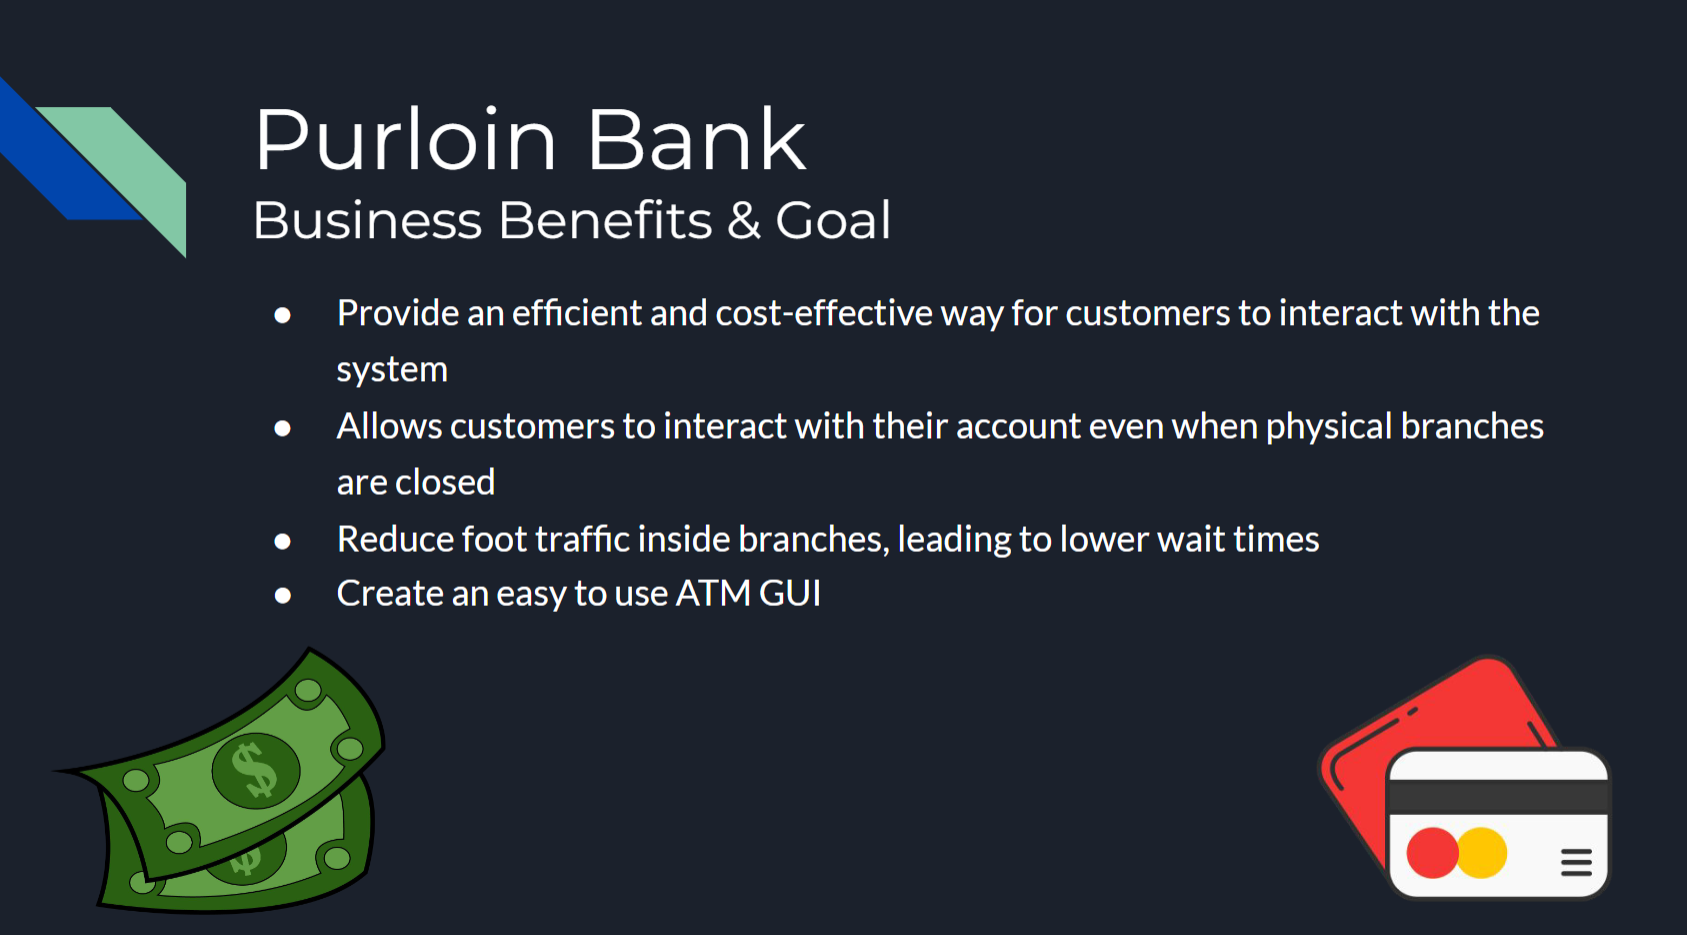 Purloin Bank
Business Benefits & Goal
● Provide an efficient and cost-effective way for customers to interact with the
system
● Allows customers to interact with their account even when physical branches
are closed
● Reduce foot traffic inside branches, leading to lower wait times
● Create an easy to use ATM GUI
$
$